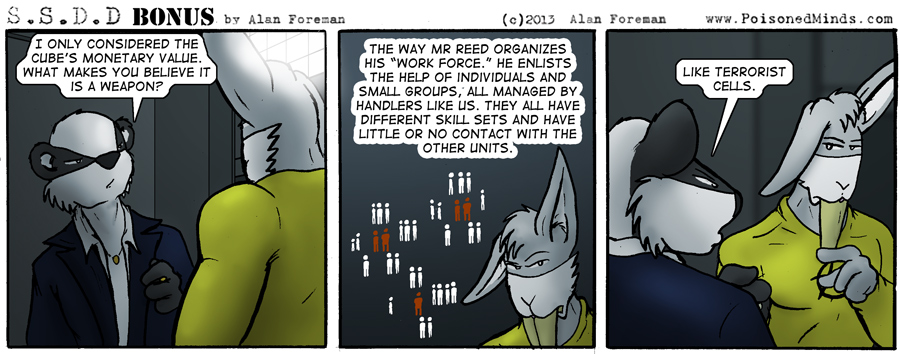 S.S.D.D BONUS by Alan Foreman (c)2013 Alan Foreman www.PoisonedMinds.com
I ONLY CONSIDERED THE
CUBE'S MONETARY VALUE.
WHAT MAKES YOU BELIEVE IT
IS A WEAPON?
THE WAY MR REED ORGANIZES
HIS "WORK FORCE." HE ENLISTS
THE HELP OF INDIVIDUALS AND
SMALL GROUPS, ALL MANAGED BY
HANDLERS LIKE US. THEY ALL HAVE
DIFFERENT SKILL SETS AND HAVE
LITTLE OR NO CONTACT WITH THE
OTHER UNITS.
LIKE TERRORIST
CELLS.